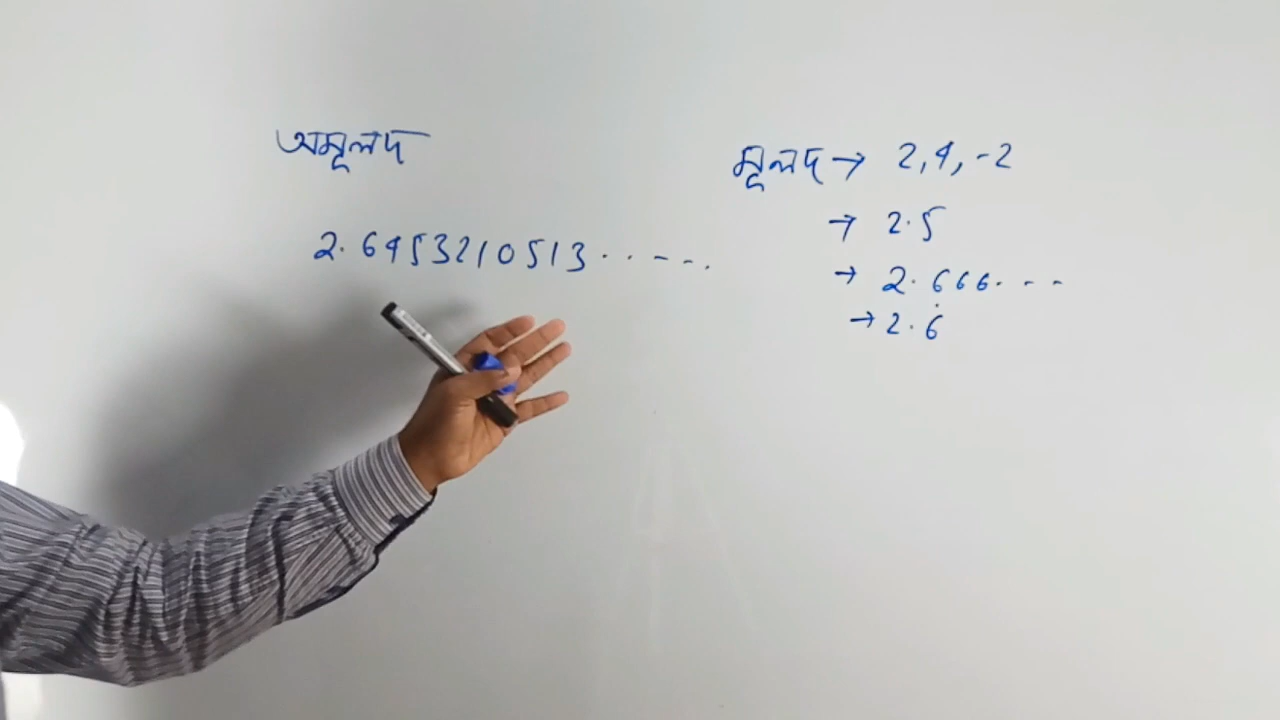 অমূলদ
2.6453210513.....
মূলদ → 2,4,-2
→ 2.5
→ 2.666...
→ 2.6̇